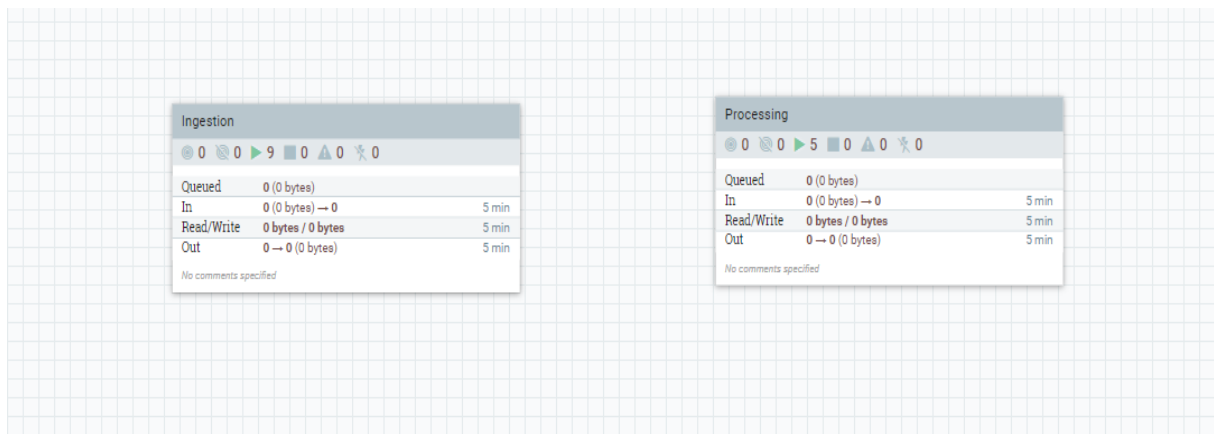 Ingestion
0 0 9 0 0 0
Queued 0 (0 bytes)
In 0 (0 bytes) → 0 5 min
Read/Write 0 bytes / 0 bytes 5 min
Out 0 → 0 (0 bytes) 5 min
No comments specified
Processing
0 0 5 0 0 0
Queued 0 (0 bytes)
In 0 (0 bytes) → 0 5 min
Read/Write 0 bytes / 0 bytes 5 min
Out 0 → 0 (0 bytes) 5 min
No comments specified